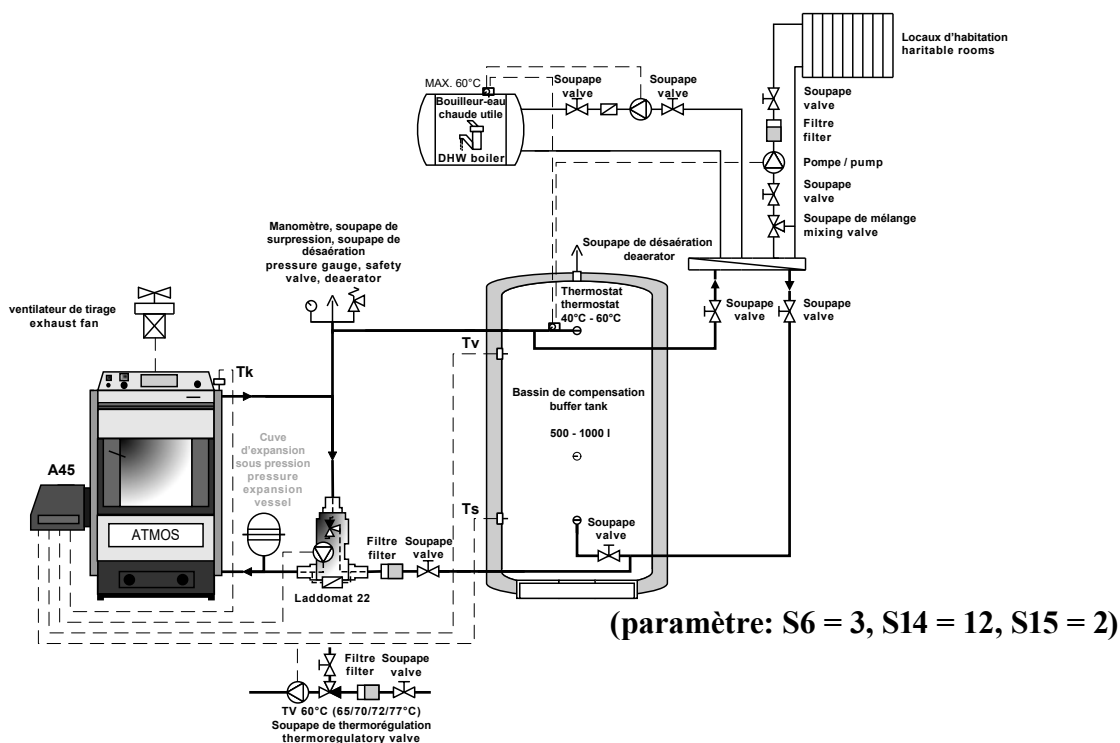 Locaux d'habitation
haritable rooms
MAX. 60°C
Soupape
valve
Soupape
valve
Bouilleur-eau
chaude utile
DHW boiler
Soupape
valve
Filtre
filter
Pompe / pump
Soupape
valve
Soupape de mélange
mixing valve
Manomètre, soupape de
surpression, soupape de
désaération
pressure gauge, safety
valve, deaerator
Soupape de désaération
deaerator
ventilateur de tirage
exhaust fan
Thermostat
thermostat
40°C - 60°C
Soupape
valve
Soupape
valve
Tv
Tk
Bassin de compensation
buffer tank
500 - 1000 l
Cuve
d'expansion
sous pression
pressure
expansion
vessel
A45
Ts
ATMOS
Soupape
valve
Filtre
filter
Soupape
valve
Laddomat 22
(paramètre: S6 = 3, S14 = 12, S15 = 2)
Filtre
filter
Soupape
valve
TV 60°C (65/70/72/77°C)
Soupape de thermorégulation
thermoregulatory valve